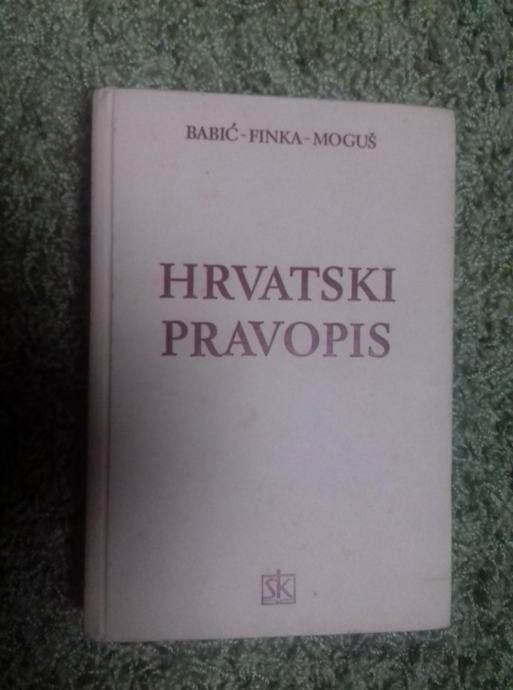 BABIĆ-FINKA-MOGUŠ
HRVATSKI
PRAVOPIS
šk